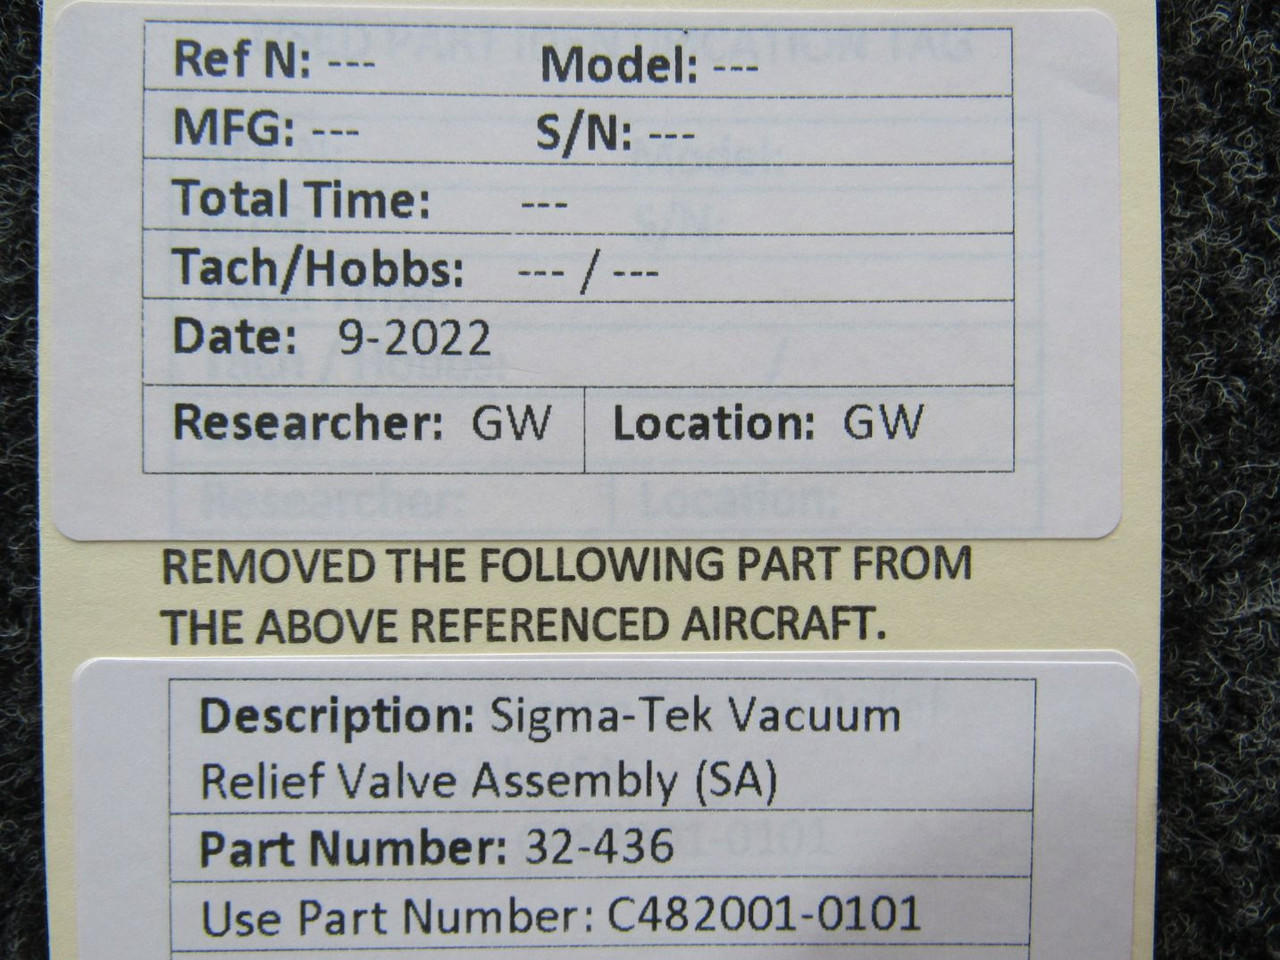 Ref N: --- Model: ---
MFG: --- S/N: ---
Total Time: ---
Tach/Hobbs: --- / ---
Date: 9-2022
Researcher: GW Location: GW
REMOVED THE FOLLOWING PART FROM
THE ABOVE REFERENCED AIRCRAFT.
Description: Sigma-Tek Vacuum
Relief Valve Assembly (SA)
Part Number: 32-436
Use Part Number: C482001-0101